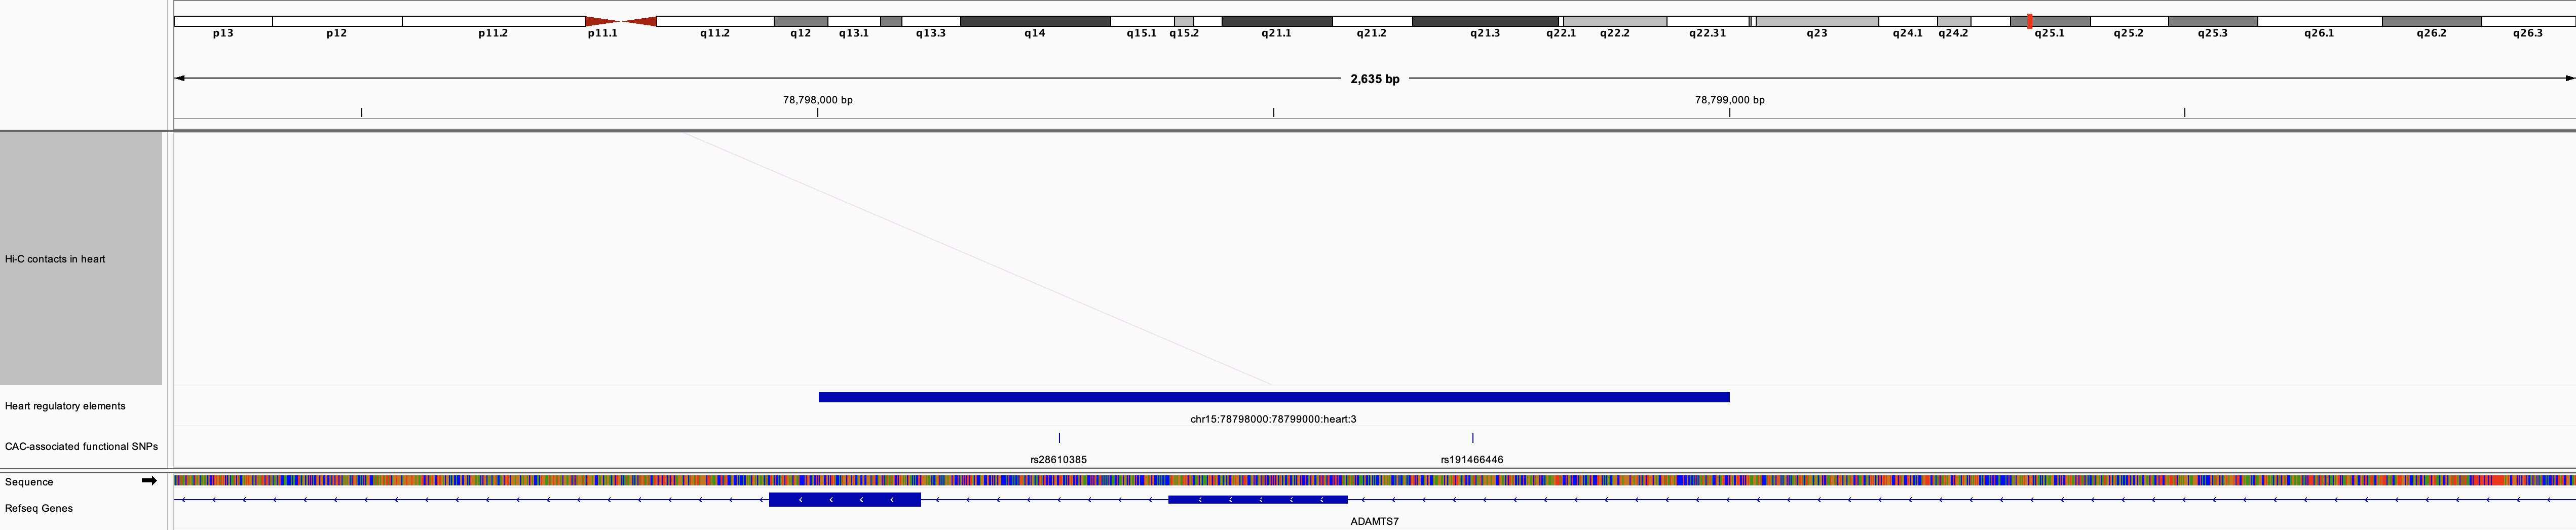 p13 p12 p11.2 p11.1 q11.2 q12 q13.1 q13.3 q14 q15.1 q15.2 q21.1 q21.2 q21.3 q22.1 q22.2 q22.31 q23 q24.1 q24.2 q25.1 q25.2 q25.3 q26.1 q26.2 q26.3
2,635 bp
78,798,000 bp 78,799,000 bp
Hi-C contacts in heart
Heart regulatory elements
chr15:78798000:78799000:heart:3
CAC-associated functional SNPs
rs28610385 rs191466446
Sequence
Refseq Genes
ADAMTS7